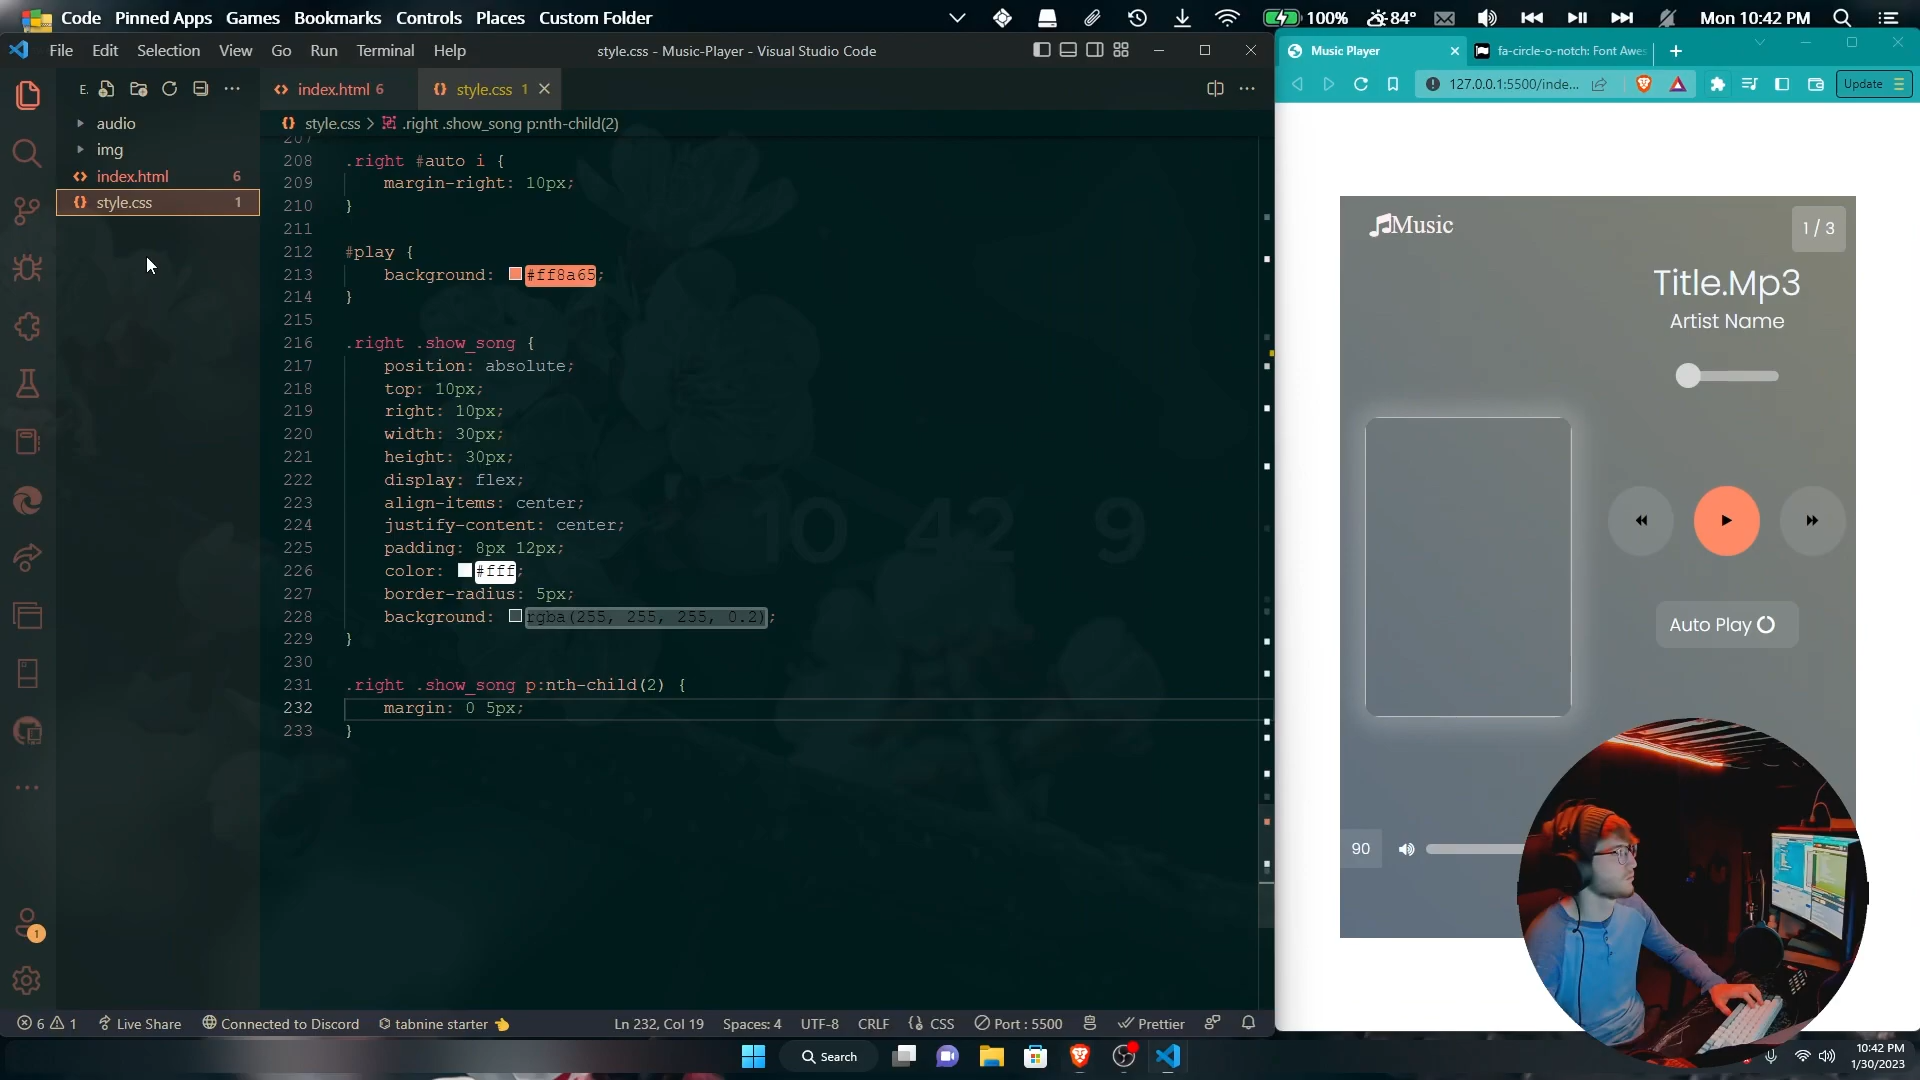 Code Pinned Apps Games Bookmarks Controls Places Custom Folder
100% 84° Mon 10:42 PM
File Edit Selection View Go Run Terminal Help
style.css - Music-Player - Visual Studio Code
E.
audio
img
index.html 6
style.css 1
index.html 6
style.css 1
style.css > .right .show_song p:nth-child(2)
207
208 .right #auto i {
209 margin-right: 10px;
210 }
211
212 #play {
213 background: #ff8a65;
214 }
215
216 .right .show_song {
217 position: absolute;
218 top: 10px;
219 right: 10px;
220 width: 30px;
221 height: 30px;
222 display: flex;
223 align-items: center;
224 justify-content: center;
225 padding: 8px 12px;
226 color: #fff;
227 border-radius: 5px;
228 background: rgba(255, 255, 255, 0.2);
229 }
230
231 .right .show_song p:nth-child(2) {
232 margin: 0 5px;
233 }
10 42 9
1
6 1 Live Share Connected to Discord tabnine starter
Ln 232, Col 19 Spaces: 4 UTF-8 CRLF {} CSS Port : 5500 Prettier
Music Player
fa-circle-o-notch: Font Awes
127.0.0.1:5500/inde...
Update
Music
1 / 3
Title.Mp3
Artist Name
Auto Play
90
Search
10:42 PM
1/30/2023